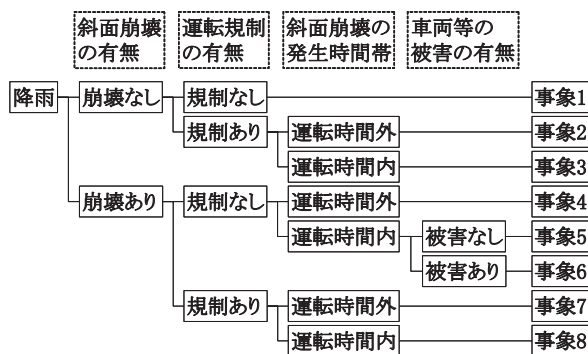 斜面崩壊 運転規制 斜面崩壊の 車両等の
の有無 の有無 発生時間帯 被害の有無
降雨 崩壊なし 規制なし 事象1
規制あり 運転時間外 事象2
運転時間内 事象3
崩壊あり 規制なし 運転時間外 事象4
運転時間内 被害なし 事象5
被害あり 事象6
規制あり 運転時間外 事象7
運転時間内 事象8